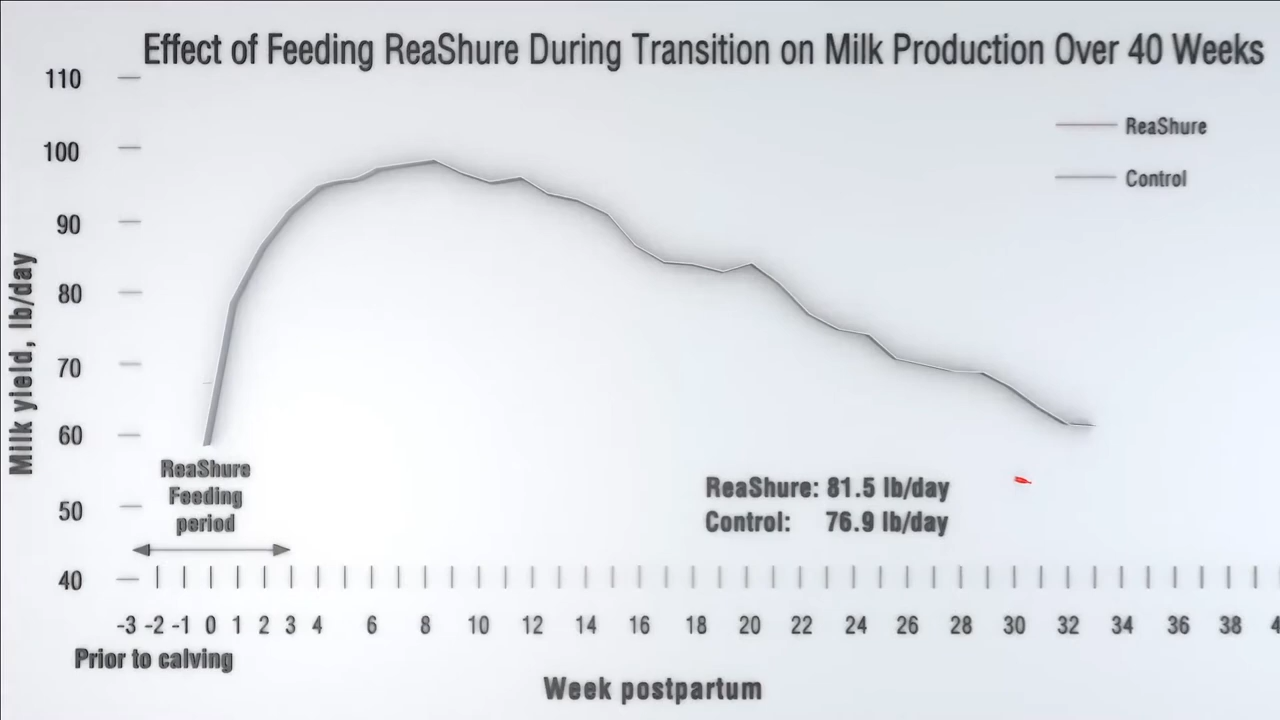 Effect of Feeding ReaShure During Transition on Milk Production Over 40 Weeks
110
100
90
80
70
60
50
40
Milk yield, lb/day
ReaShure
Control
ReaShure
Feeding
period
ReaShure: 81.5 lb/day
Control: 76.9 lb/day
-3 -2 -1 0 1 2 3 4 6 8 10 12 14 16 18 20 22 24 26 28 30 32 34 36 38
Prior to calving
Week postpartum